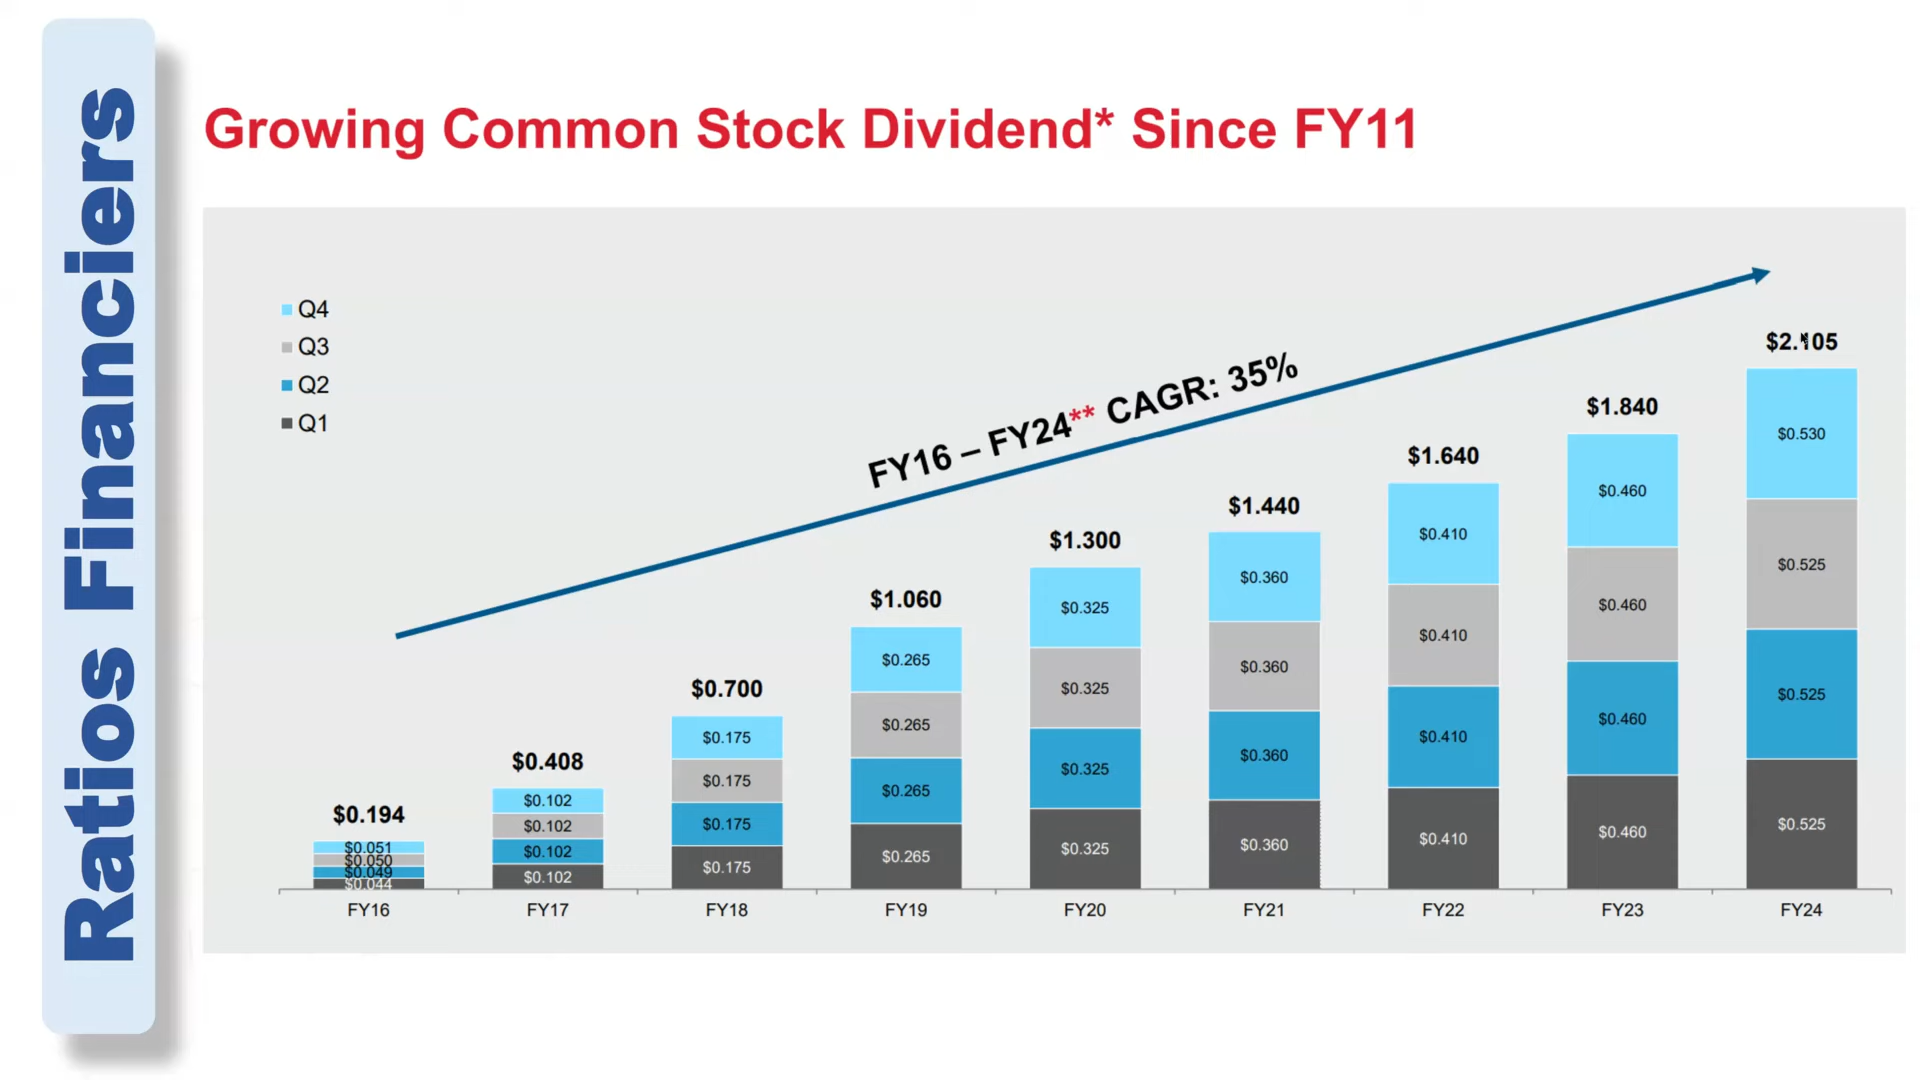 Ratios Financiers
Growing Common Stock Dividend* Since FY11
Q4
Q3
Q2
Q1
FY16 – FY24** CAGR: 35%
$0.194
$0.051
$0.050
$0.049
$0.044
FY16
$0.408
$0.102
$0.102
$0.102
$0.102
FY17
$0.700
$0.175
$0.175
$0.175
$0.175
FY18
$1.060
$0.265
$0.265
$0.265
$0.265
FY19
$1.300
$0.325
$0.325
$0.325
$0.325
FY20
$1.440
$0.360
$0.360
$0.360
$0.360
FY21
$1.640
$0.410
$0.410
$0.410
$0.410
FY22
$1.840
$0.460
$0.460
$0.460
$0.460
FY23
$2.105
$0.530
$0.525
$0.525
$0.525
FY24